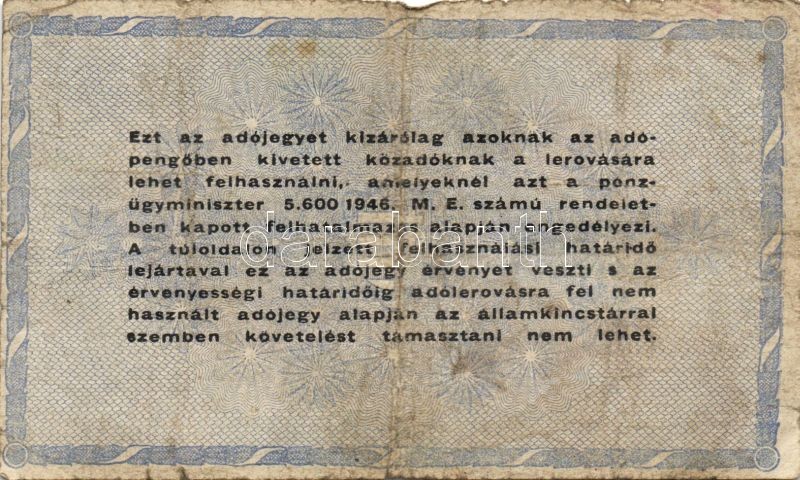 Ezt az adójegyet kizárólag azoknak az adó-
pengőben kivetett közadóknak a lerovására
lehet felhasználni, amelyeknél azt a pénz-
ügyminiszter 5.600 1946. M. E. számú rendelet-
ben kapott felhatalmazás alapján engedélyezi.
A túloldalon jelzett felhasználási határidő
lejártával ez az adójegy érvényét veszti s az
érvényességi határidőig adólerovásra fel nem
használt adójegy alapján az államkincstárral
szemben követelést támasztani nem lehet.
darabanth